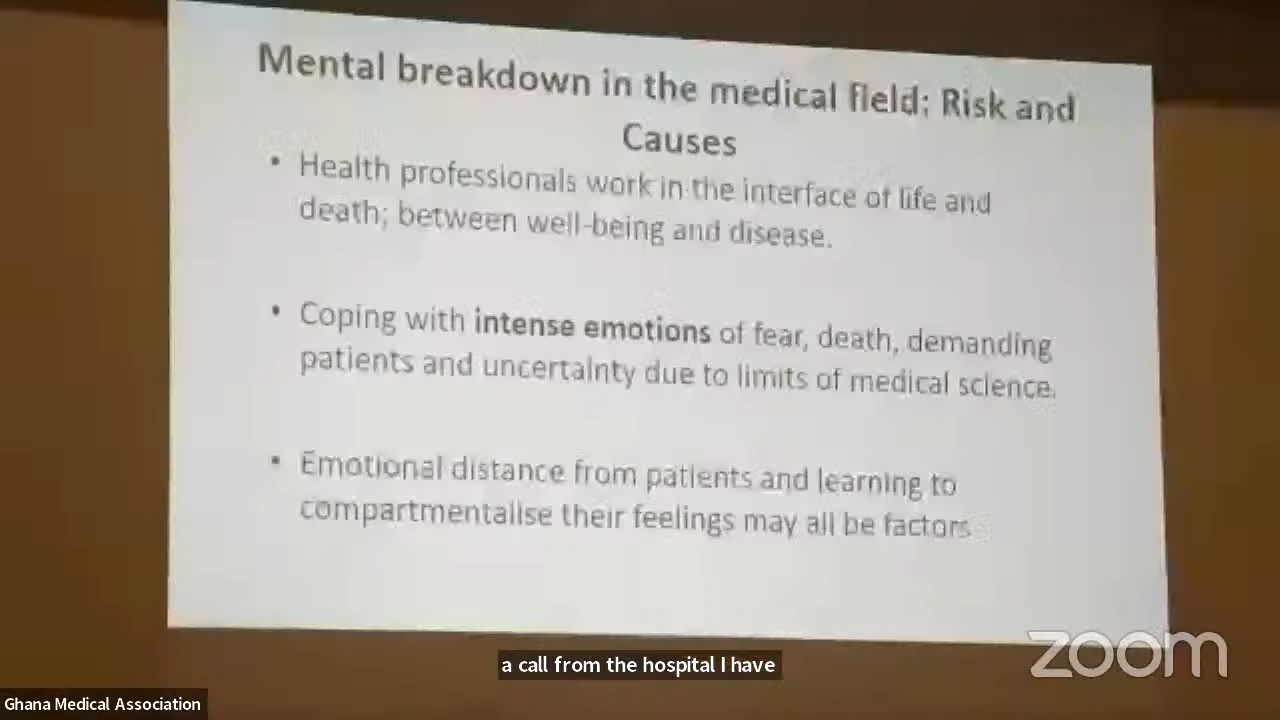 Mental breakdown in the medical field; Risk and
Causes
• Health professionals work in the interface of life and
death; between well-being and disease.
• Coping with intense emotions of fear, death, demanding
patients and uncertainty due to limits of medical science.
• Emotional distance from patients and learning to
compartmentalise their feelings may all be factors
a call from the hospital I have
zoom
Ghana Medical Association